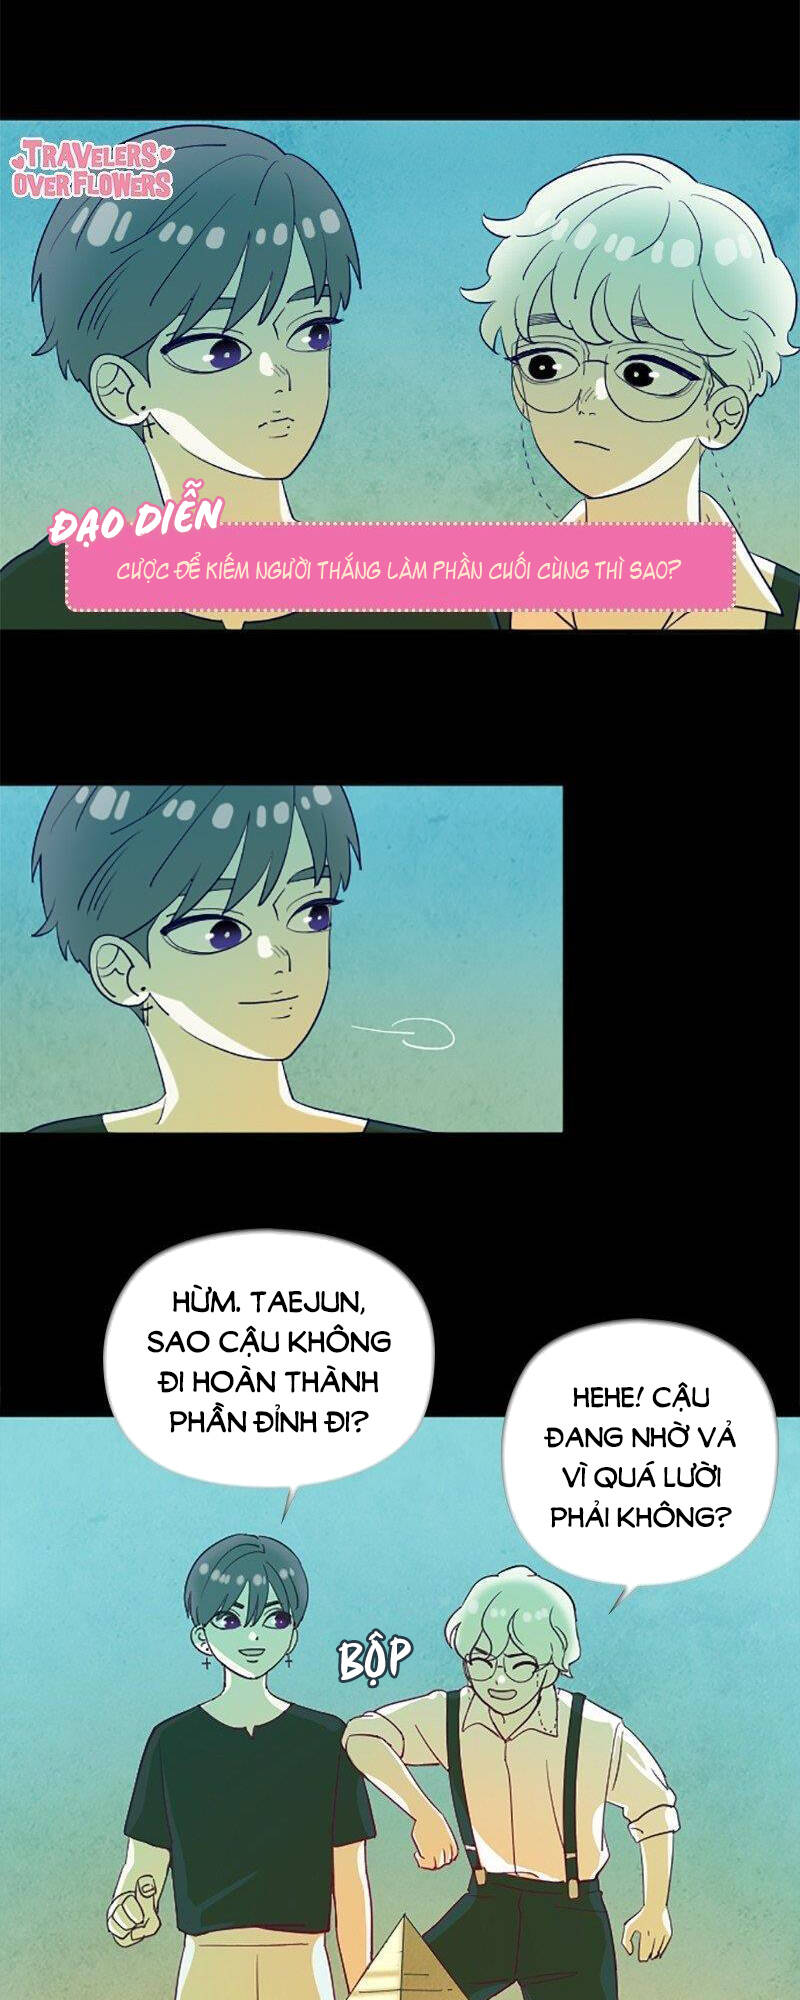 TRAVELERS
OVER FLOWERS
ĐẠO DIỄN
CƯỢC ĐỂ KIẾM NGƯỜI THẮNG LÀM PHẦN CUỐI CÙNG THÌ SAO?
HỪM. TAEJUN,
SAO CẬU KHÔNG
ĐI HOÀN THÀNH
PHẦN ĐỈNH ĐI?
HEHE! CẬU
ĐANG NHỜ VẢ
VÌ QUÁ LƯỜI
PHẢI KHÔNG?
BỘP